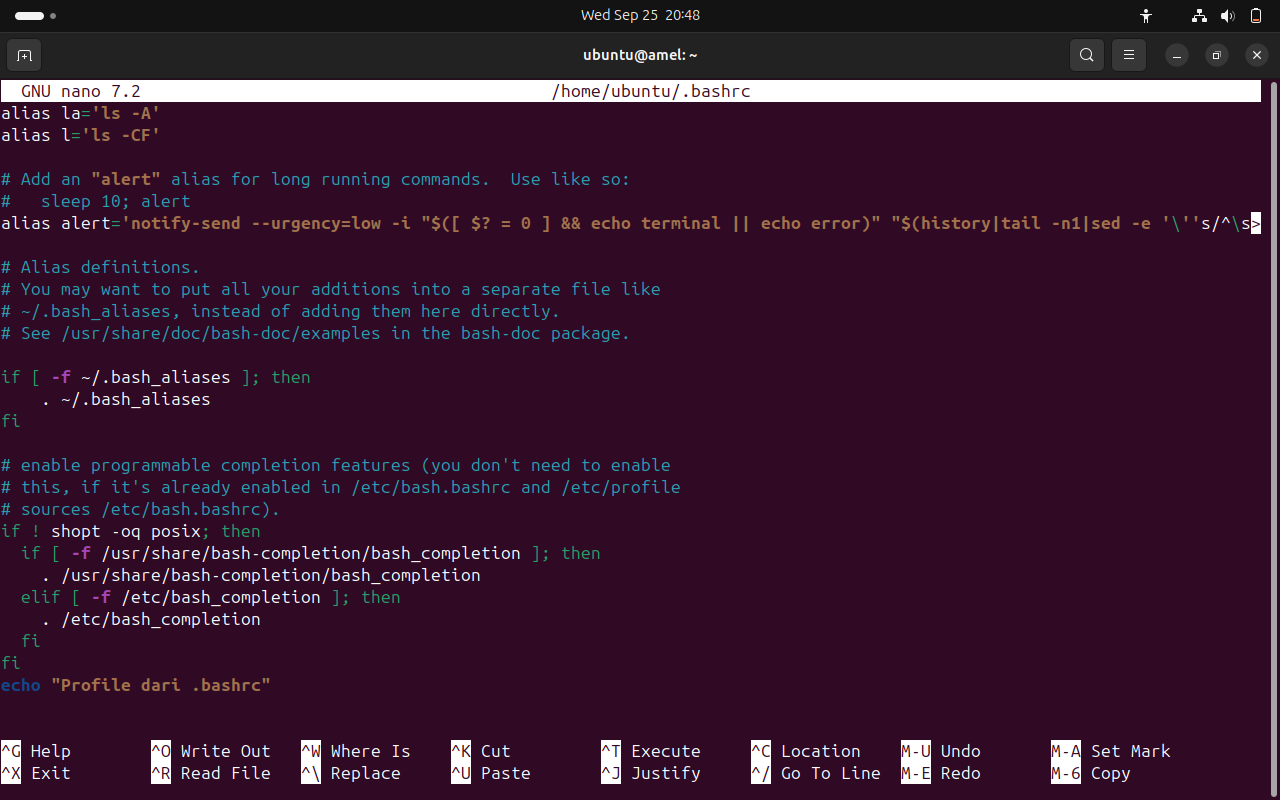 Wed Sep 25  20:48
ubuntu@amel: ~
GNU nano 7.2                                         /home/ubuntu/.bashrc
alias la='ls -A'
alias l='ls -CF'

# Add an "alert" alias for long running commands.  Use like so:
#   sleep 10; alert
alias alert='notify-send --urgency=low -i "$([ $? = 0 ] && echo terminal || echo error)" "$(history|tail -n1|sed -e '\''s/^\s>

# Alias definitions.
# You may want to put all your additions into a separate file like
# ~/.bash_aliases, instead of adding them here directly.
# See /usr/share/doc/bash-doc/examples in the bash-doc package.

if [ -f ~/.bash_aliases ]; then
    . ~/.bash_aliases
fi

# enable programmable completion features (you don't need to enable
# this, if it's already enabled in /etc/bash.bashrc and /etc/profile
# sources /etc/bash.bashrc).
if ! shopt -oq posix; then
  if [ -f /usr/share/bash-completion/bash_completion ]; then
    . /usr/share/bash-completion/bash_completion
  elif [ -f /etc/bash_completion ]; then
    . /etc/bash_completion
  fi
fi
echo "Profile dari .bashrc"

^G Help        ^O Write Out   ^W Where Is    ^K Cut         ^T Execute     ^C Location    M-U Undo       M-A Set Mark
^X Exit        ^R Read File   ^\ Replace     ^U Paste       ^J Justify     ^/ Go To Line  M-E Redo       M-6 Copy